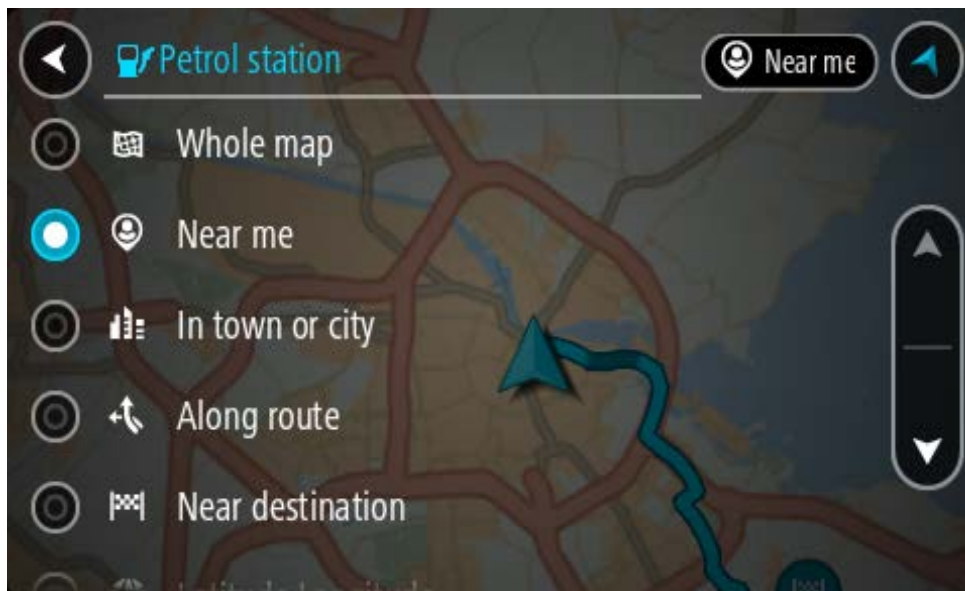 Petrol station
Near me
Whole map
Near me
In town or city
Along route
Near destination